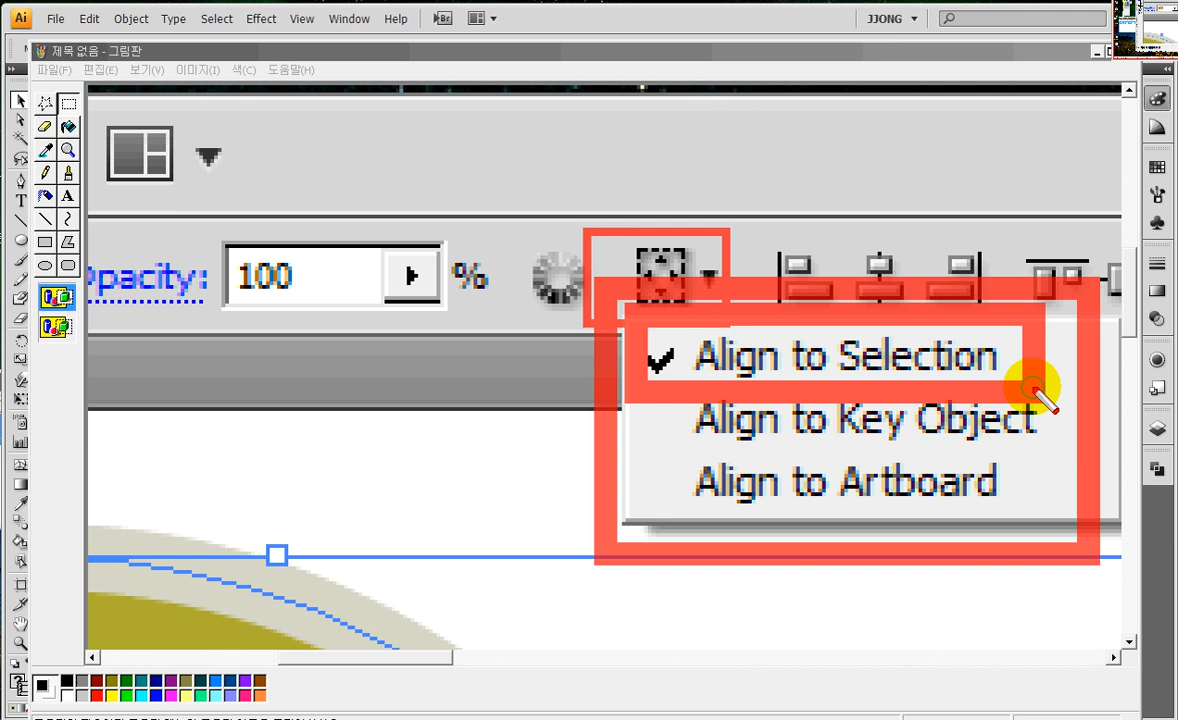 Ai File Edit Object Type Select Effect View Window Help Br JJONG
제목 없음 - 그림판
파일(F) 편집(E) 보기(V) 이미지(I) 색(C) 도움말(H)
Opacity: 100 %
Align to Selection
Align to Key Object
Align to Artboard